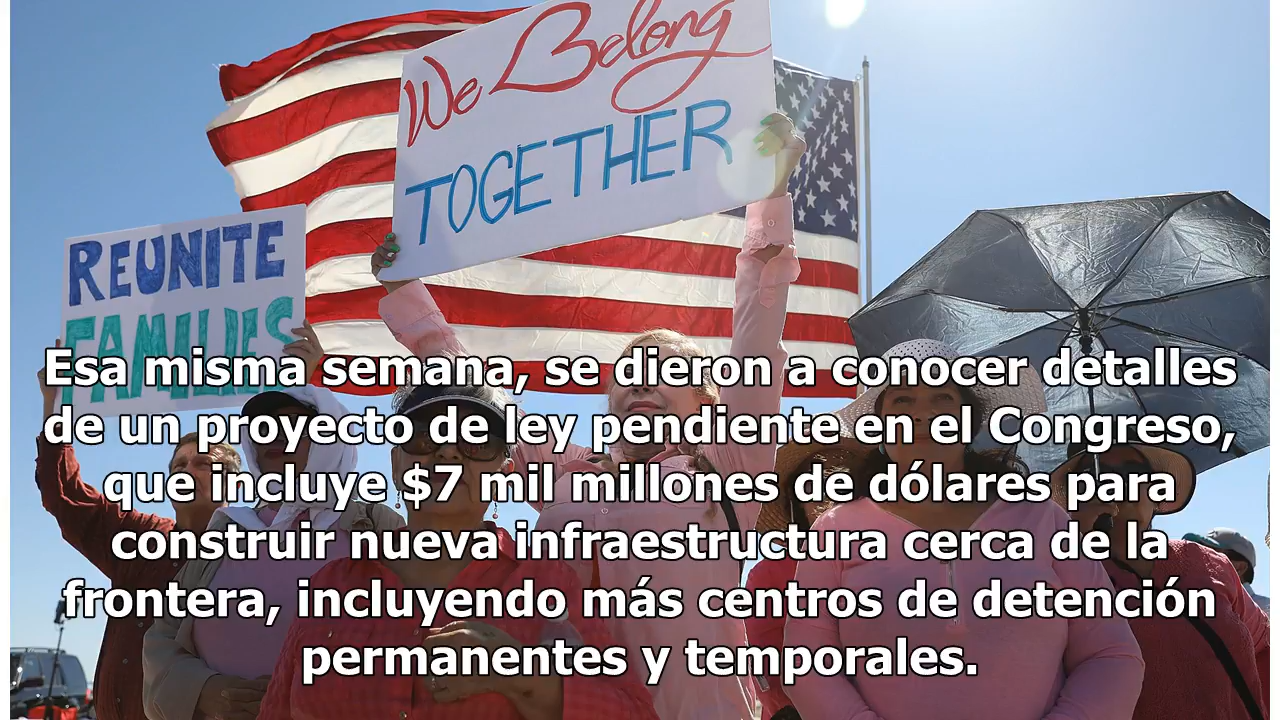 We Belong
TOGETHER
REUNITE
FAMILIES
Esa misma semana, se dieron a conocer detalles
de un proyecto de ley pendiente en el Congreso,
que incluye $7 mil millones de dólares para
construir nueva infraestructura cerca de la
frontera, incluyendo más centros de detención
permanentes y temporales.